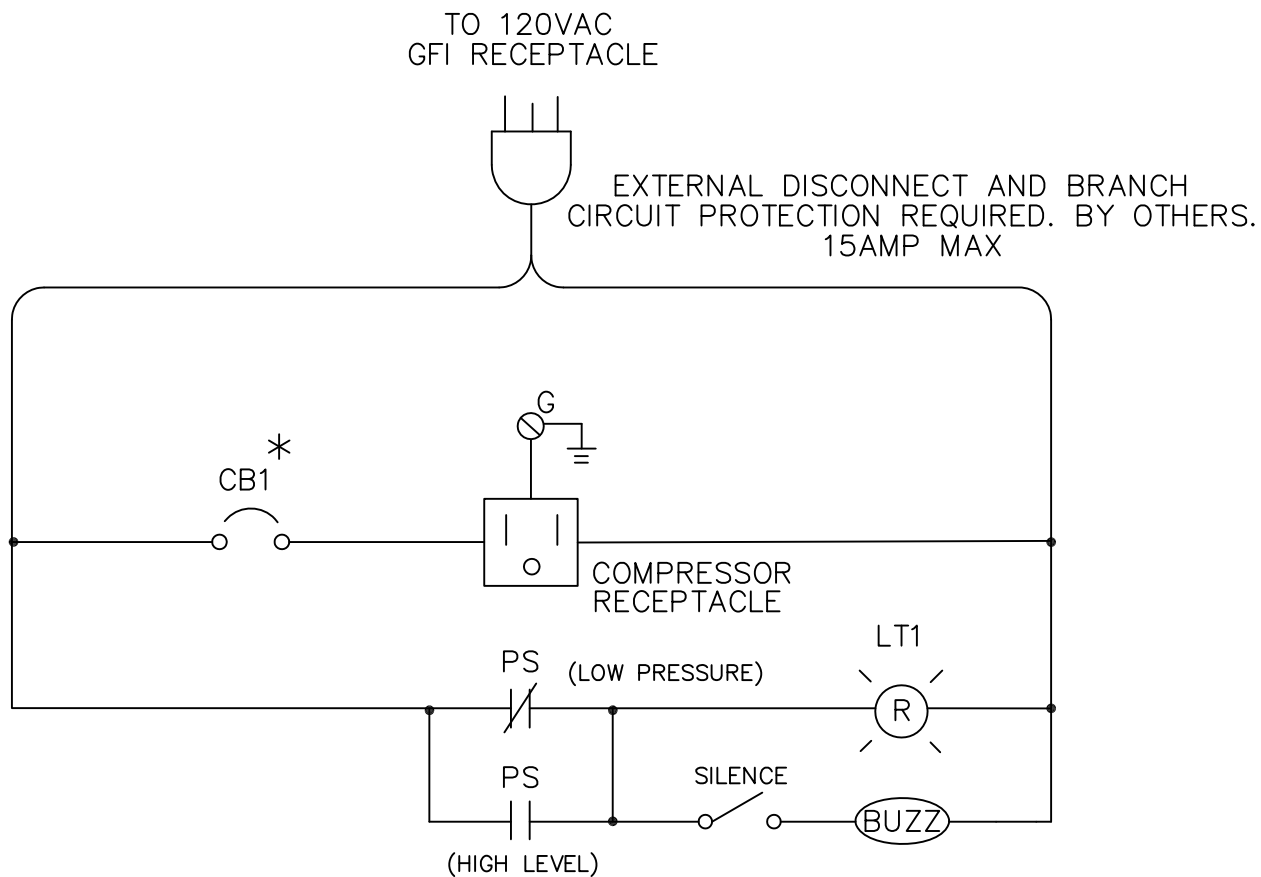 TO 120VAC
GFI RECEPTACLE
EXTERNAL DISCONNECT AND BRANCH
CIRCUIT PROTECTION REQUIRED. BY OTHERS.
15AMP MAX
G
*
CB1
COMPRESSOR
RECEPTACLE
LT1
PS
(LOW PRESSURE)
R
PS
SILENCE
BUZZ
(HIGH LEVEL)